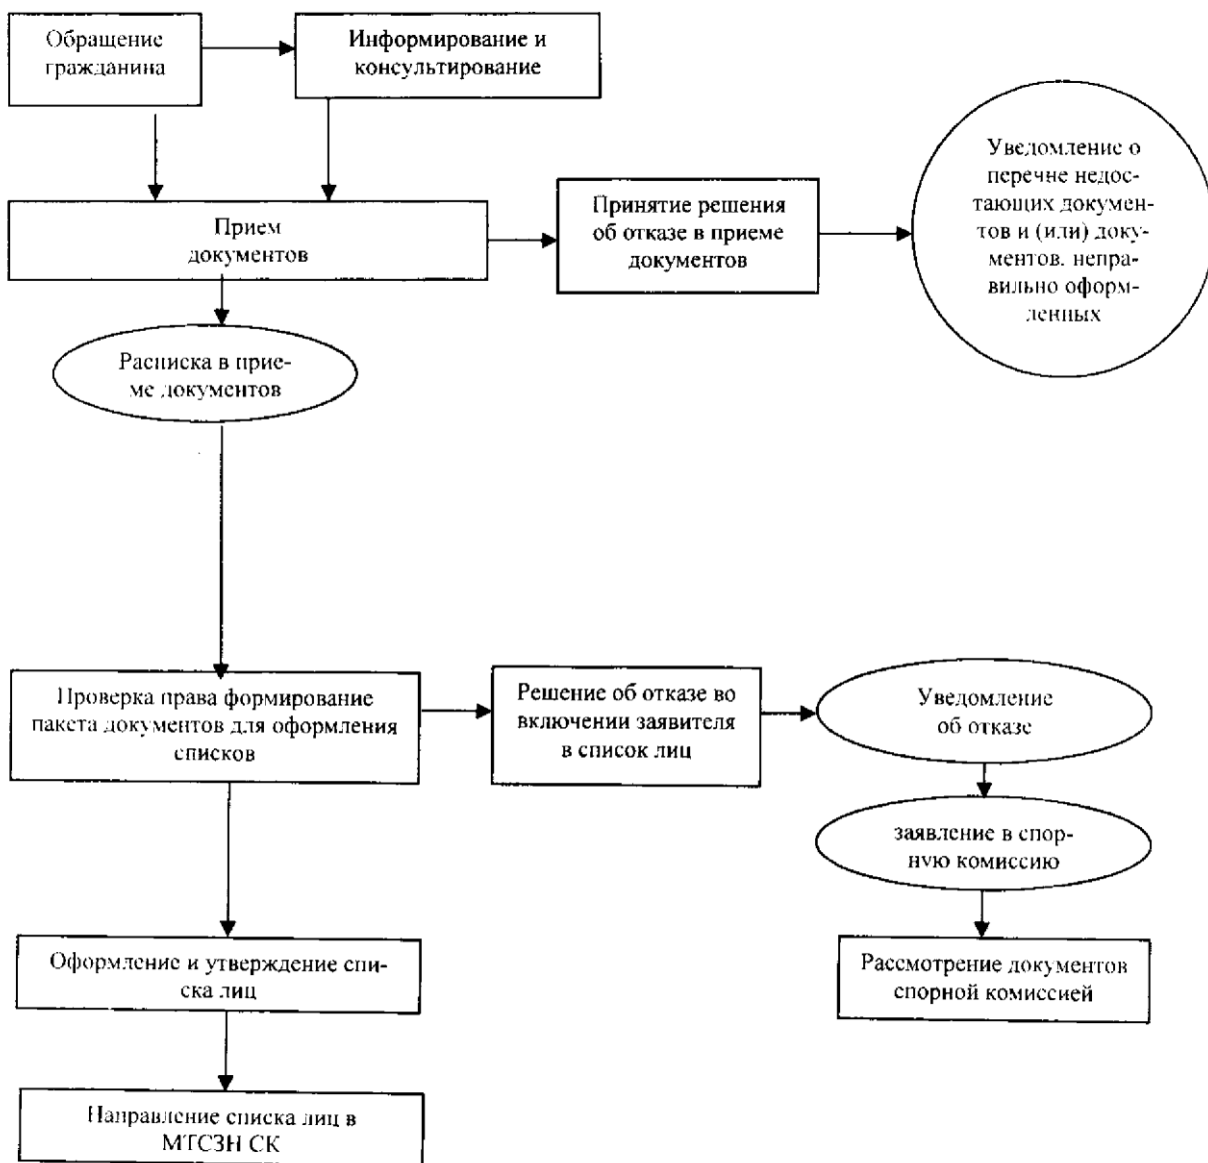 Обращение
гражданина
Информирование и
консультирование
Прием
документов
Принятие решения
об отказе в приеме
документов
Уведомление о
перечне недос-
тающих докумен-
тов и (или) доку-
ментов, непра-
вильно оформ-
ленных
Расписка в прие-
ме документов
Проверка права формирование
пакета документов для оформления
списков
Решение об отказе во
включении заявителя
в список лиц
Уведомление
об отказе
заявление в спор-
ную комиссию
Рассмотрение документов
спорной комиссией
Оформление и утверждение спи-
ска лиц
Направление списка лиц в
МТСЗН СК